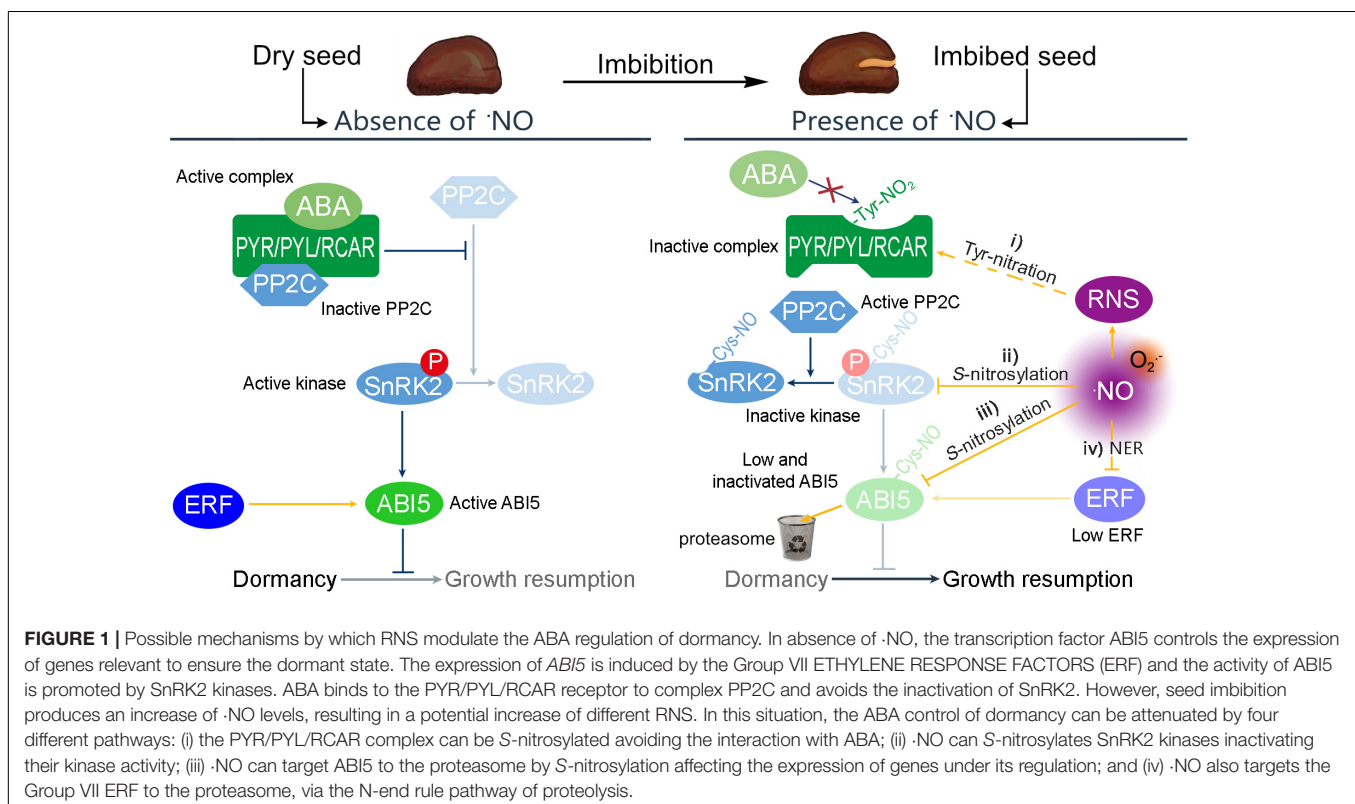 Dry seed
Imbibition
Imbibed seed
Absence of ·NO
Presence of ·NO
Active complex
ABA
PP2C
PYR/PYL/RCAR
PP2C
Inactive PP2C
Active kinase
P
SnRK2
SnRK2
ERF
ABI5
Active ABI5
Dormancy
Growth resumption
ABA
-Tyr-NO₂
Inactive complex
PYR/PYL/RCAR
i)
Tyr-nitration
RNS
PP2C
Active PP2C
-Cys-NO
-Cys-NO
P
SnRK2
SnRK2
Inactive kinase
ii)
S-nitrosylation
O₂·-
·NO
iii)
S-nitrosylation
iv) NER
-Cys-NO
Low and
inactivated ABI5
ABI5
ERF
Low ERF
proteasome
Dormancy
Growth resumption
FIGURE 1 | Possible mechanisms by which RNS modulate the ABA regulation of dormancy. In absence of ·NO, the transcription factor ABI5 controls the expression
of genes relevant to ensure the dormant state. The expression of ABI5 is induced by the Group VII ETHYLENE RESPONSE FACTORS (ERF) and the activity of ABI5
is promoted by SnRK2 kinases. ABA binds to the PYR/PYL/RCAR receptor to complex PP2C and avoids the inactivation of SnRK2. However, seed imbibition
produces an increase of ·NO levels, resulting in a potential increase of different RNS. In this situation, the ABA control of dormancy can be attenuated by four
different pathways: (i) the PYR/PYL/RCAR complex can be S-nitrosylated avoiding the interaction with ABA; (ii) ·NO can S-nitrosylates SnRK2 kinases inactivating
their kinase activity; (iii) ·NO can target ABI5 to the proteasome by S-nitrosylation affecting the expression of genes under its regulation; and (iv) ·NO also targets the
Group VII ERF to the proteasome, via the N-end rule pathway of proteolysis.